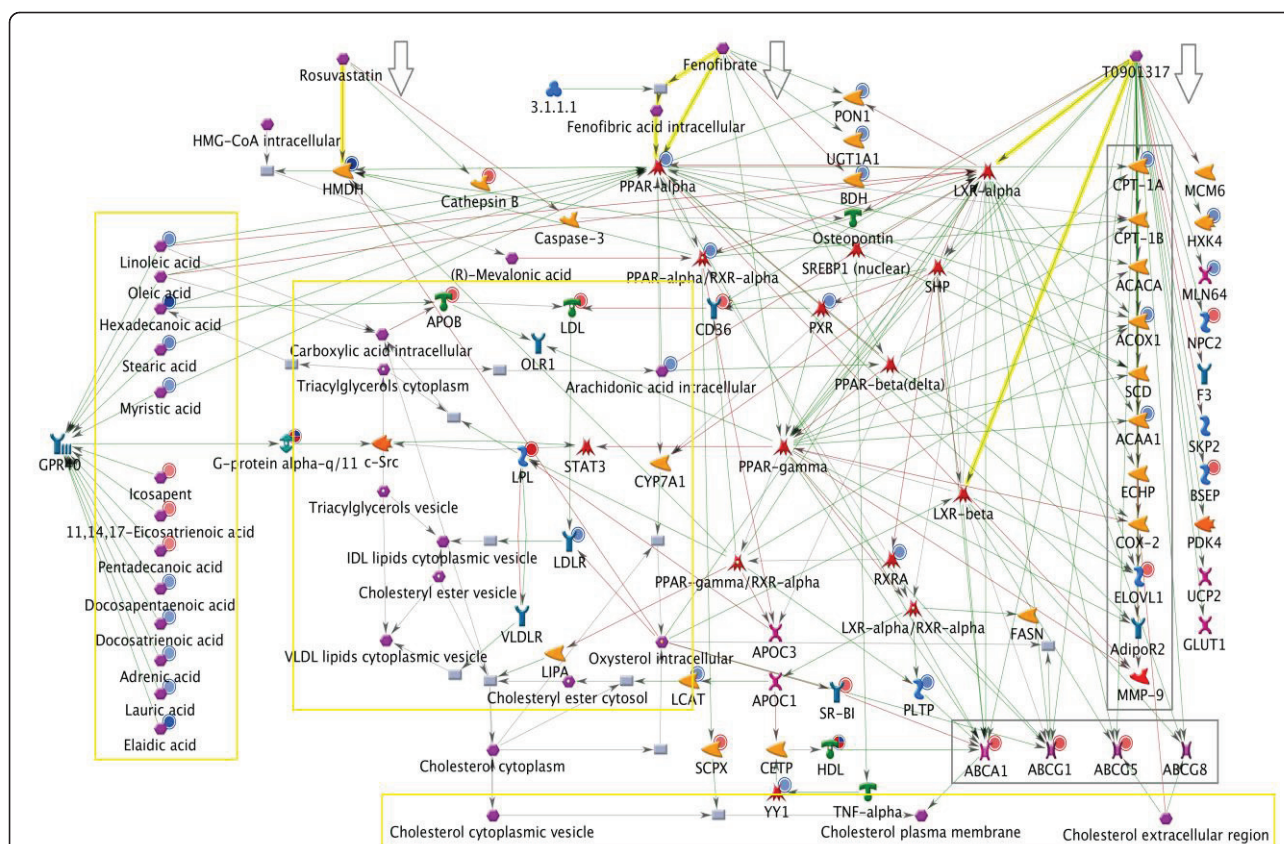 Rosuvastatin
Fenofibrate
T0901317
3.1.1.1
PON1
HMG-CoA intracellular
Fenofibric acid intracellular
UGT1A1
HMDH
Cathepsin B
PPAR-alpha
BDH
LXR-alpha
CPT-1A
MCM6
Caspase-3
Osteopontin
CPT-1B
HXK4
Linoleic acid
(R)-Mevalonic acid
PPAR-alpha/RXR-alpha
SREBP1 (nuclear)
SHP
ACACA
MLN64
Oleic acid
Hexadecanoic acid
APOB
LDL
CD36
PXR
ACOX1
NPC2
Carboxylic acid intracellular
OLR1
Stearic acid
Triacylglycerols cytoplasm
Arachidonic acid intracellular
PPAR-beta(delta)
SCD
F3
Myristic acid
GPR40
G-protein alpha-q/11
c-Src
LPL
STAT3
CYP7A1
PPAR-gamma
ACAA1
SKP2
Icosapent
ECHP
BSEP
Triacylglycerols vesicle
LXR-beta
11,14,17-Eicosatrienoic acid
COX-2
PDK4
IDL lipids cytoplasmic vesicle
LDLR
Pentadecanoic acid
PPAR-gamma/RXR-alpha
RXRA
Cholesteryl ester vesicle
ELOVL1
UCP2
Docosapentaenoic acid
VLDLR
LXR-alpha/RXR-alpha
FASN
Docosatrienoic acid
AdipoR2
GLUT1
VLDL lipids cytoplasmic vesicle
LIPA
Oxysterol intracellular
APOC3
Adrenic acid
MMP-9
Cholesteryl ester cytosol
LCAT
APOC1
SR-BI
PLTP
Lauric acid
Elaidic acid
Cholesterol cytoplasm
SCPX
CETP
HDL
ABCA1
ABCG1
ABCG5
ABCG8
YY1
TNF-alpha
Cholesterol cytoplasmic vesicle
Cholesterol plasma membrane
Cholesterol extracellular region